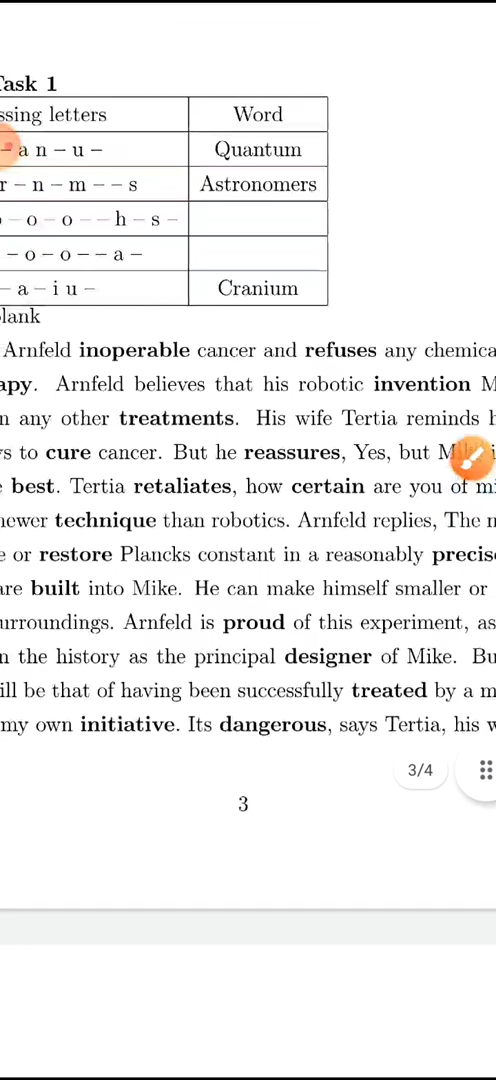 Task 1
ssing letters Word
– a n – u – Quantum
r – n – m – – s Astronomers
– o – o – – h – s –
– o – o – – a –
– a – i u – Cranium
lank
Arnfeld inoperable cancer and refuses any chemica
apy. Arnfeld believes that his robotic invention M
n any other treatments. His wife Tertia reminds h
s to cure cancer. But he reassures, Yes, but Mike i
best. Tertia retaliates, how certain are you of mi
newer technique than robotics. Arnfeld replies, The n
e or restore Plancks constant in a reasonably precise
are built into Mike. He can make himself smaller or
urroundings. Arnfeld is proud of this experiment, as
n the history as the principal designer of Mike. Bu
ill be that of having been successfully treated by a m
my own initiative. Its dangerous, says Tertia, his w
3/4
3